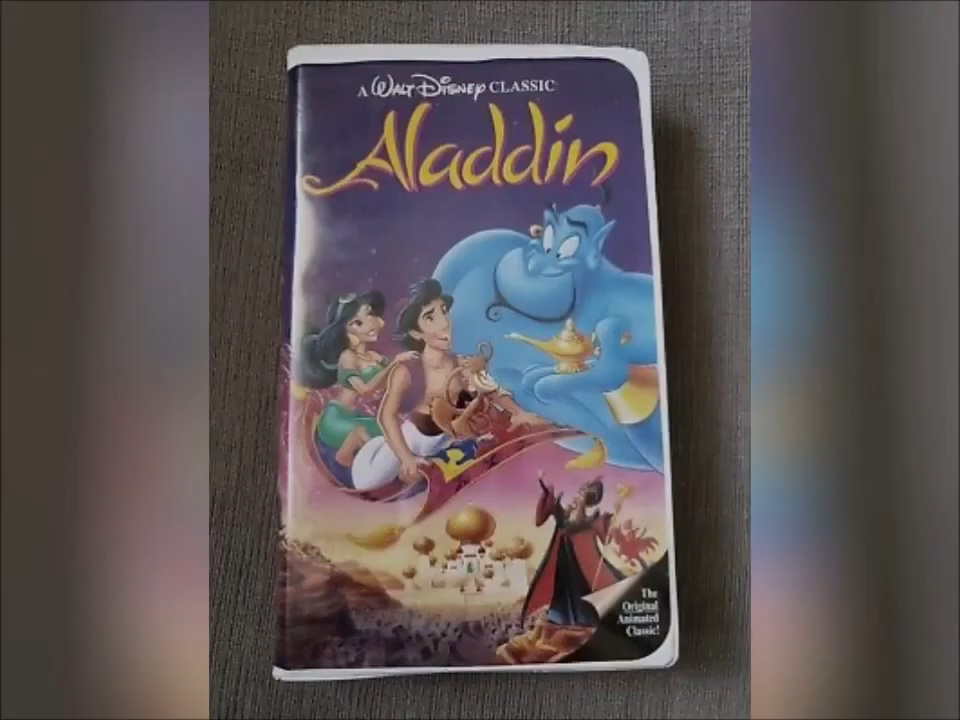 A WALT DISNEY CLASSIC
Aladdin
The
Original
Animated
Classic!